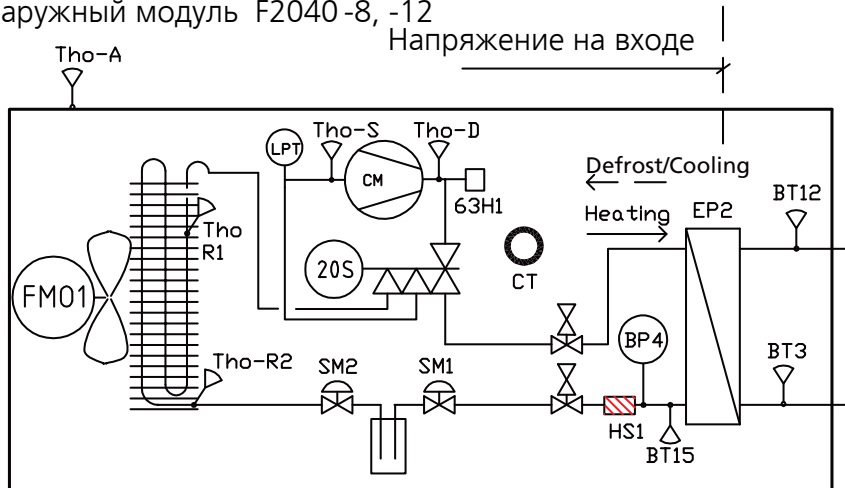 аружный модуль F2040 -8, -12
Напряжение на входе
Tho-A
LPT
Tho-S
Tho-D
CM
63H1
Defrost/Cooling
Heating
EP2
BT12
Tho
R1
FM01
20S
CT
BP4
BT3
Tho-R2
SM2
SM1
HS1
BT15